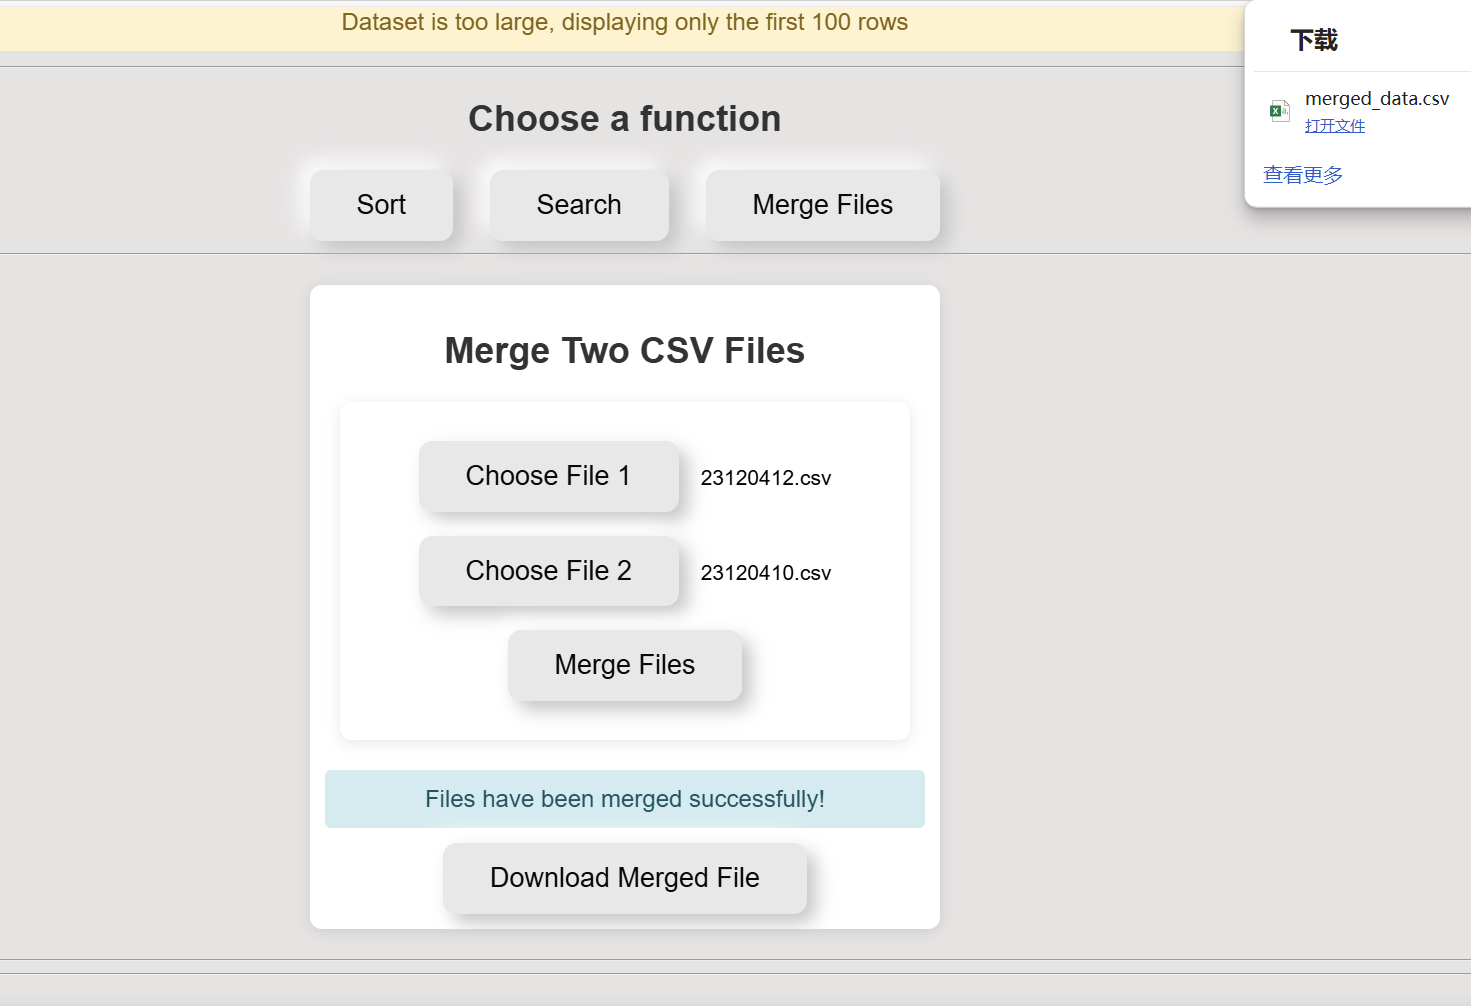 Dataset is too large, displaying only the first 100 rows
下载
merged_data.csv
打开文件
查看更多
Choose a function
Sort
Search
Merge Files
Merge Two CSV Files
Choose File 1
23120412.csv
Choose File 2
23120410.csv
Merge Files
Files have been merged successfully!
Download Merged File